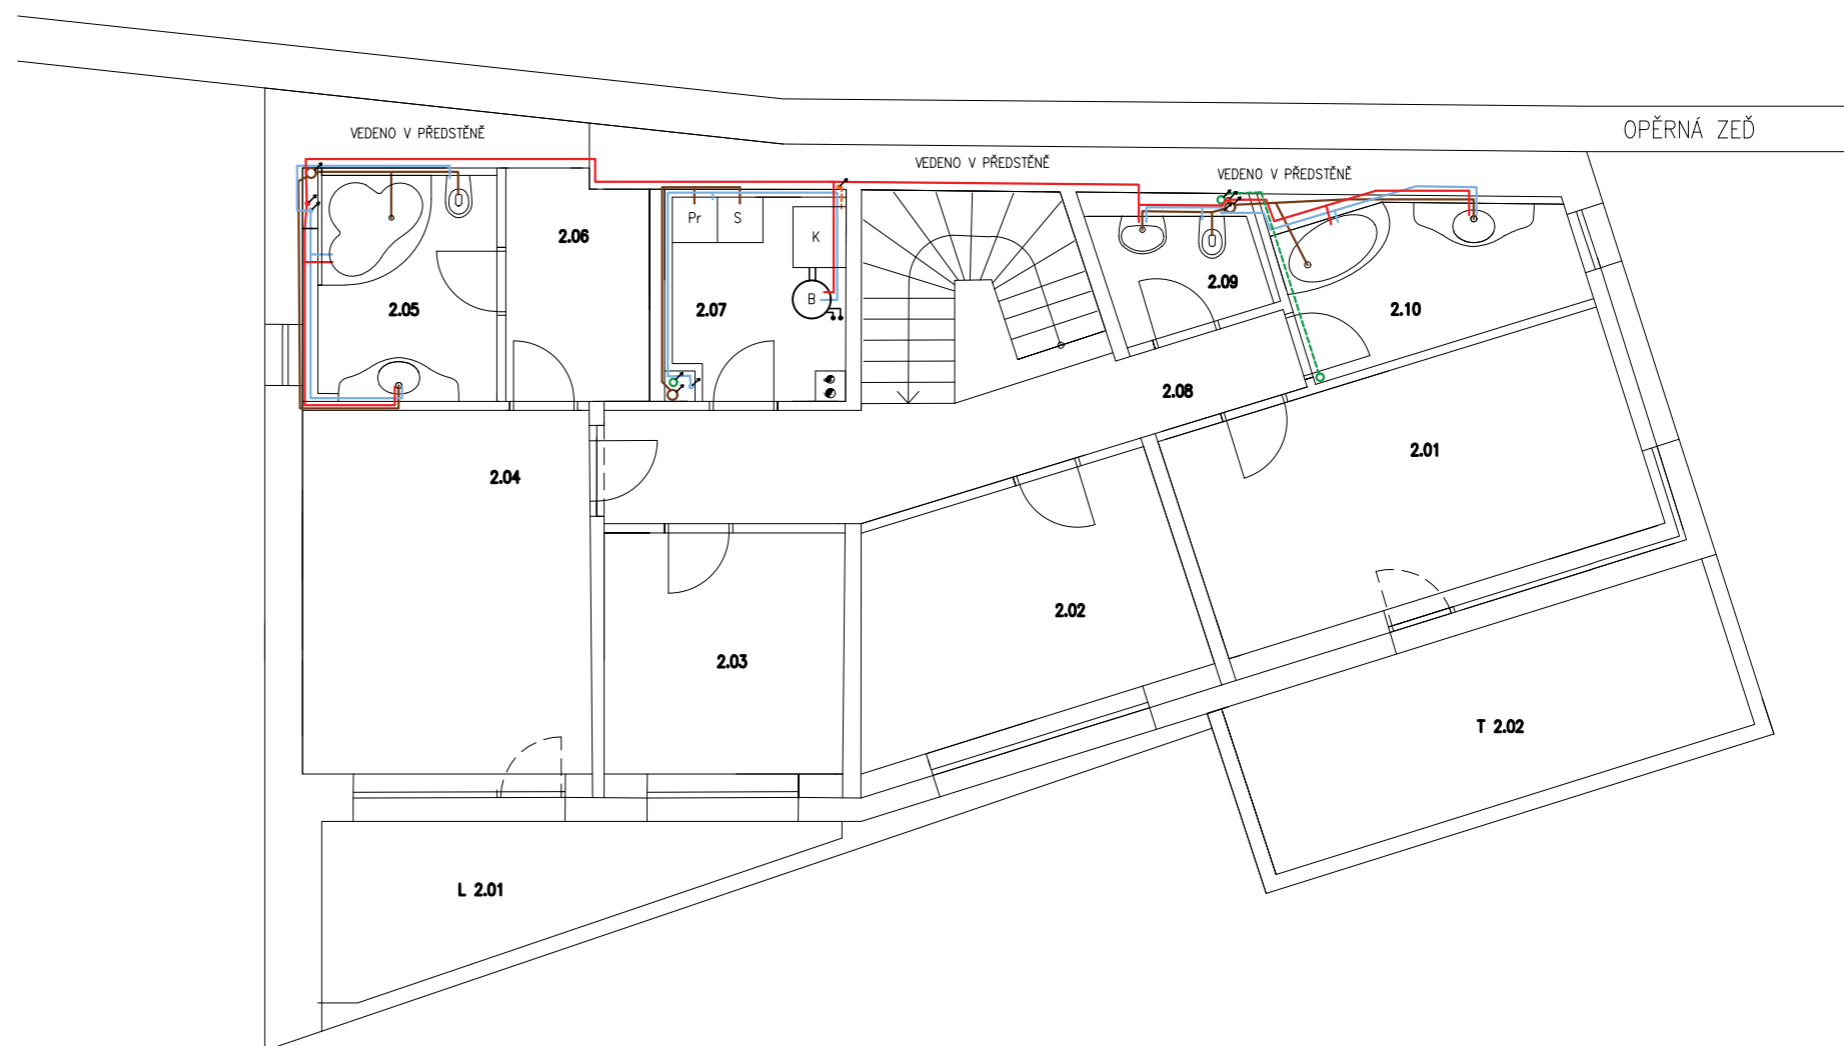 OPĚRNÁ ZEĎ
VEDENO V PŘEDSTĚNĚ
VEDENO V PŘEDSTĚNĚ
VEDENO V PŘEDSTĚNĚ
Pr
S
K
2.06
2.09
B
2.05
2.07
2.10
2.08
2.04
2.01
2.02
2.03
T 2.02
L 2.01